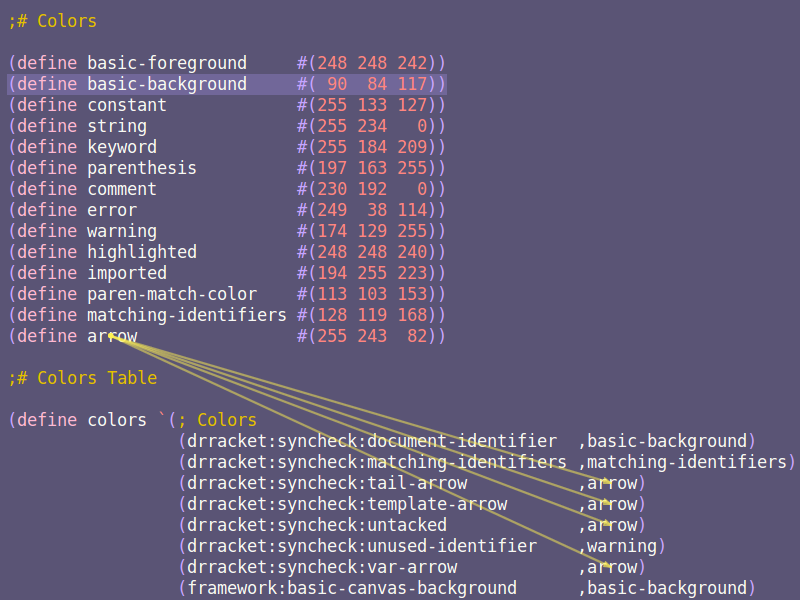 ;# Colors
(define basic-foreground     #(248 248 242))
(define basic-background     #( 90  84 117))
(define constant             #(255 133 127))
(define string               #(255 234   0))
(define keyword              #(255 184 209))
(define parenthesis          #(197 163 255))
(define comment              #(230 192   0))
(define error                #(249  38 114))
(define warning              #(174 129 255))
(define highlighted          #(248 248 240))
(define imported             #(194 255 223))
(define paren-match-color    #(113 103 153))
(define matching-identifiers #(128 119 168))
(define arrow                #(255 243  82))
;# Colors Table
(define colors `(; Colors
                 (drracket:syncheck:document-identifier  ,basic-background)
                 (drracket:syncheck:matching-identifiers ,matching-identifiers)
                 (drracket:syncheck:tail-arrow           ,arrow)
                 (drracket:syncheck:template-arrow       ,arrow)
                 (drracket:syncheck:untacked             ,arrow)
                 (drracket:syncheck:unused-identifier    ,warning)
                 (drracket:syncheck:var-arrow            ,arrow)
                 (framework:basic-canvas-background      ,basic-background)